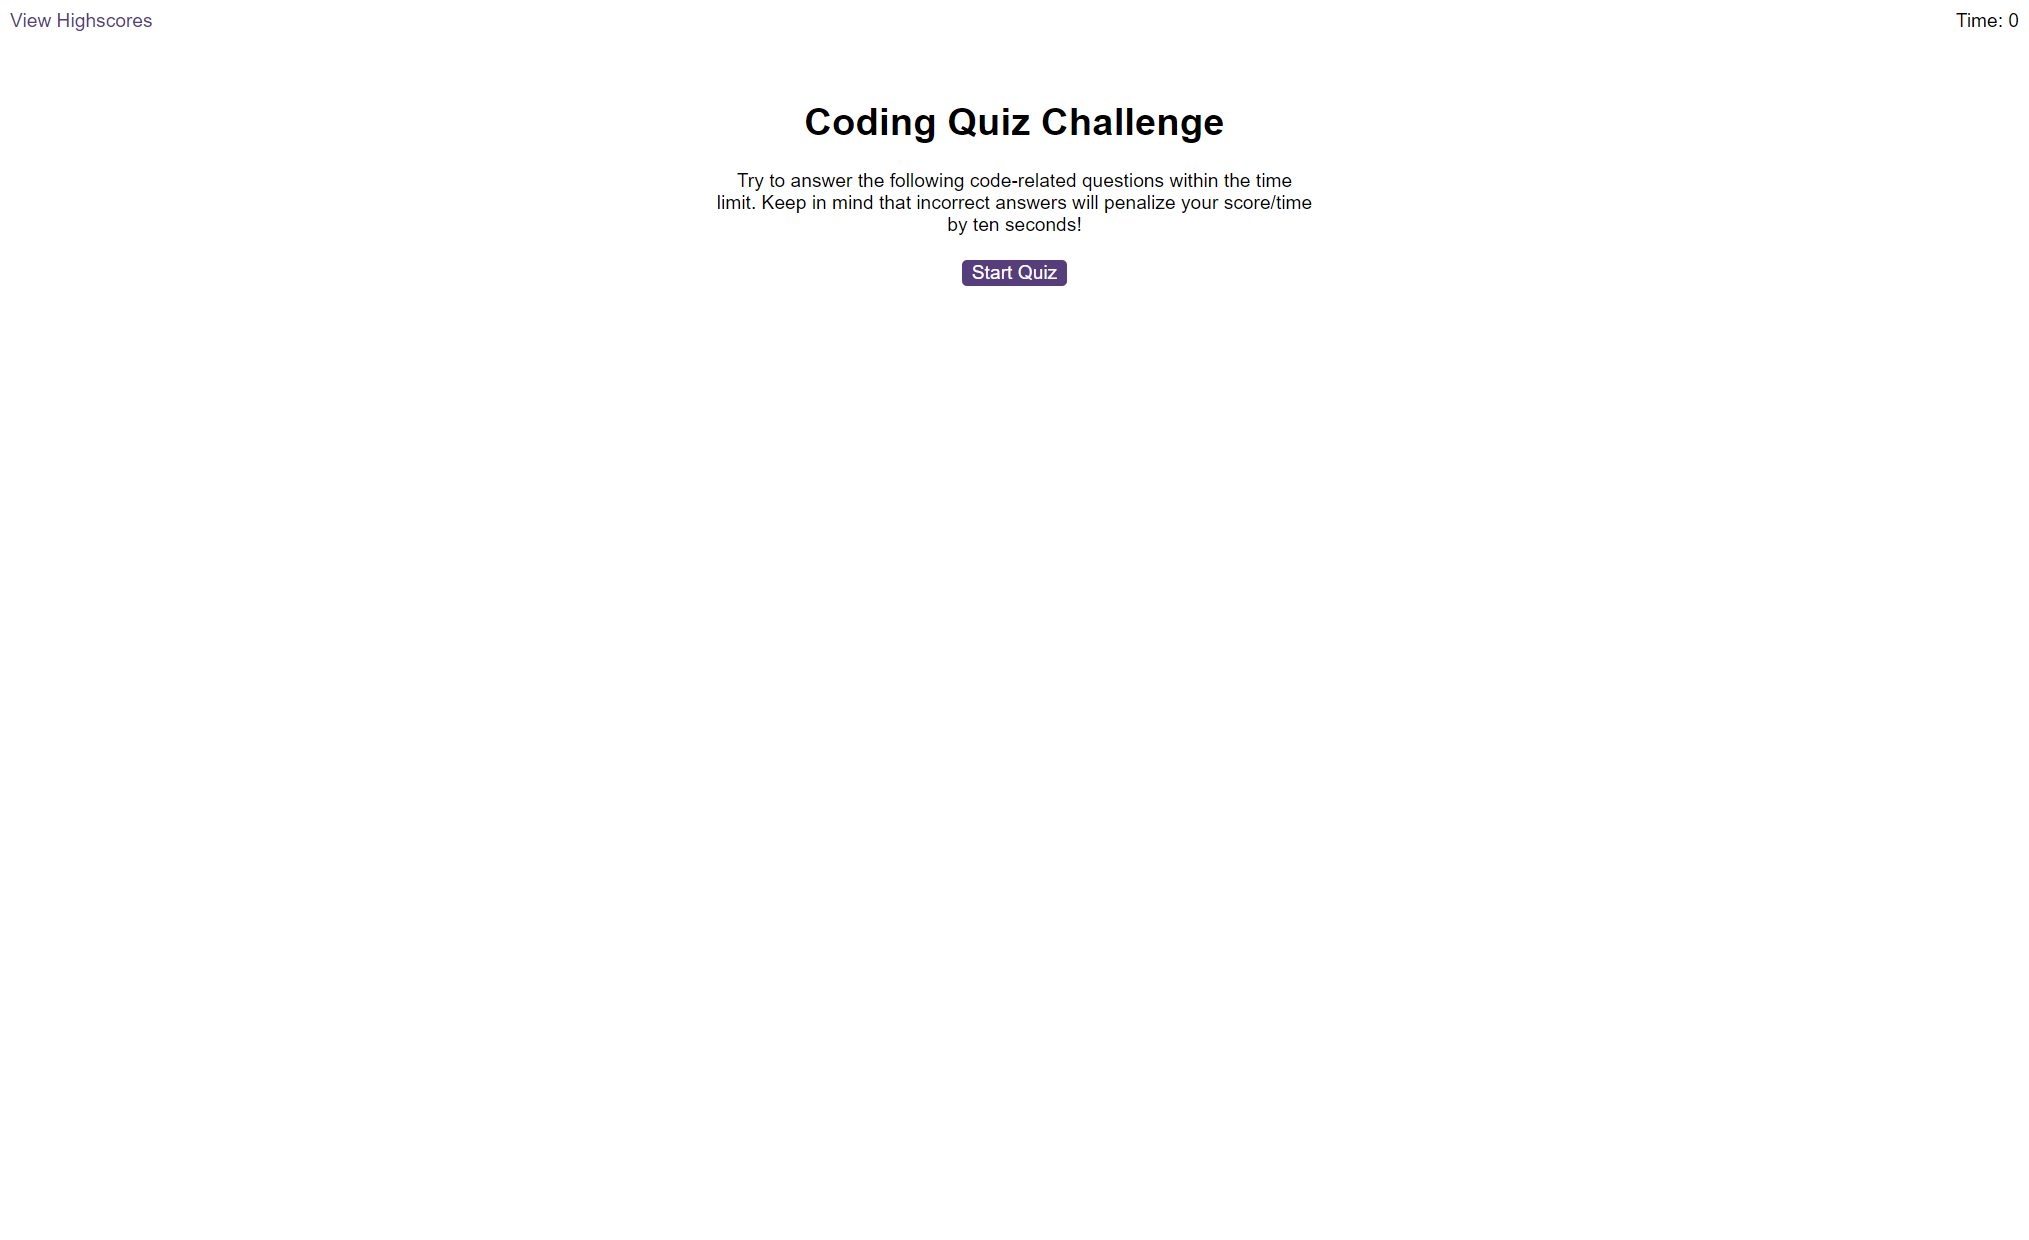 View Highscores
Time: 0
Coding Quiz Challenge
Try to answer the following code-related questions within the time
limit. Keep in mind that incorrect answers will penalize your score/time
by ten seconds!
Start Quiz